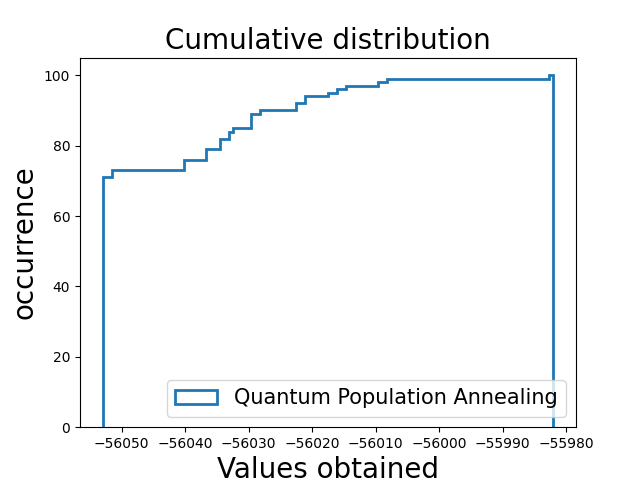 Cumulative distribution
100
80
60
40
20
0
occurrence
Quantum Population Annealing
−56050 −56040 −56030 −56020 −56010 −56000 −55990 −55980
Values obtained